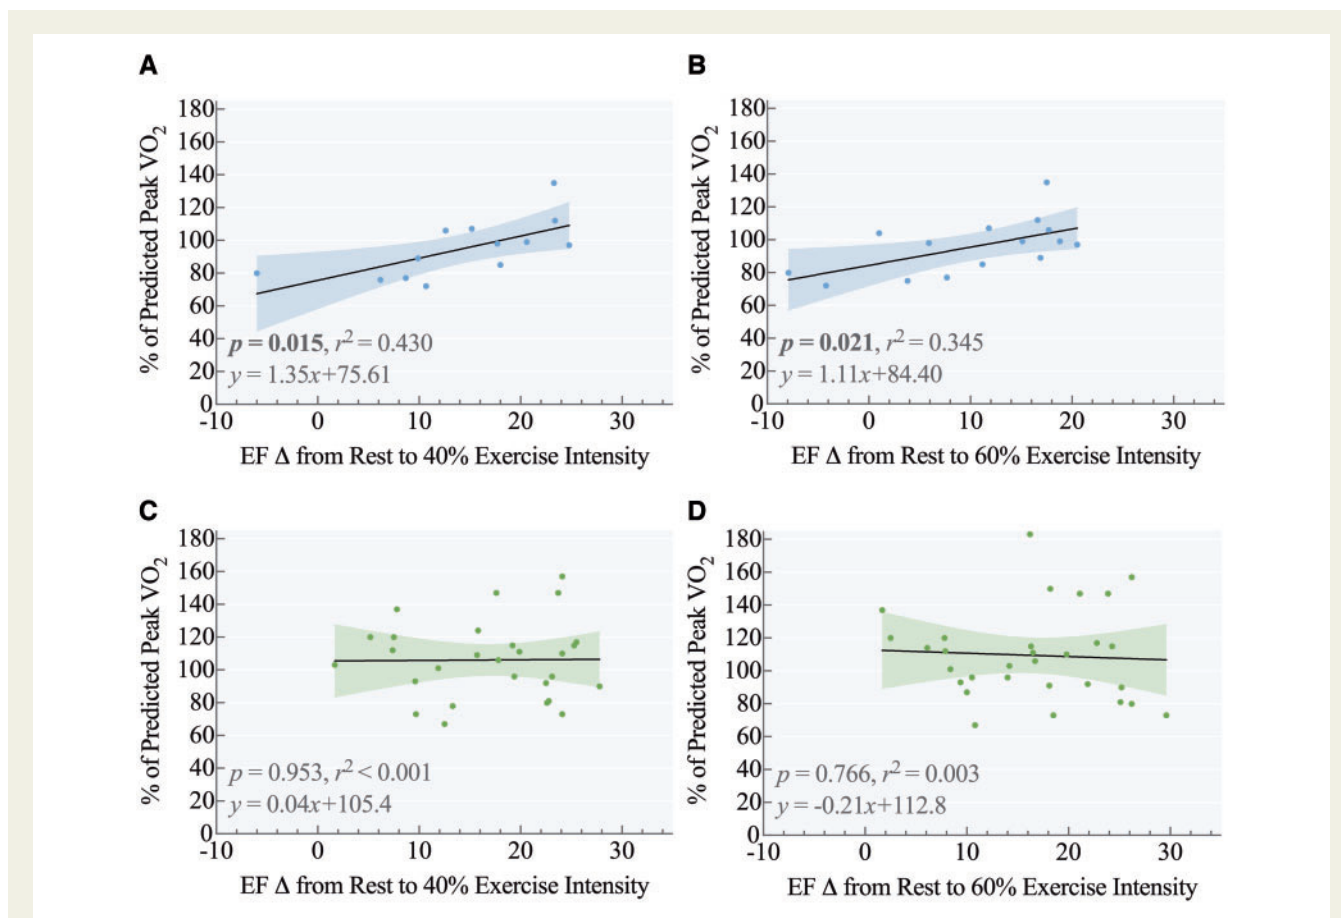 A
% of Predicted Peak VO2
180
160
140
120
100
80
60
40
20
0
p = 0.015, r2 = 0.430
y = 1.35x+75.61
-10 0 10 20 30
EF Δ from Rest to 40% Exercise Intensity
B
% of Predicted Peak VO2
180
160
140
120
100
80
60
40
20
0
p = 0.021, r2 = 0.345
y = 1.11x+84.40
-10 0 10 20 30
EF Δ from Rest to 60% Exercise Intensity
C
% of Predicted Peak VO2
180
160
140
120
100
80
60
40
20
0
p = 0.953, r2 < 0.001
y = 0.04x+105.4
-10 0 10 20 30
EF Δ from Rest to 40% Exercise Intensity
D
% of Predicted Peak VO2
180
160
140
120
100
80
60
40
20
0
p = 0.766, r2 = 0.003
y = -0.21x+112.8
-10 0 10 20 30
EF Δ from Rest to 60% Exercise Intensity